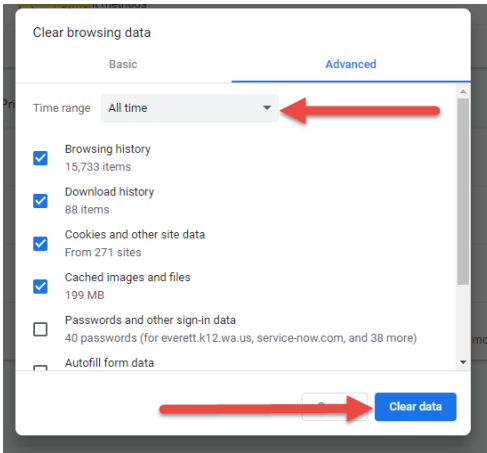 Clear browsing data
Basic
Advanced
Time range All time
Browsing history
15,733 items
Download history
88 items
Cookies and other site data
From 271 sites
Cached images and files
199 MB
Passwords and other sign-in data
40 passwords (for everett.k12.wa.us, service-now.com, and 38 more)
Autofill form data
Clear data